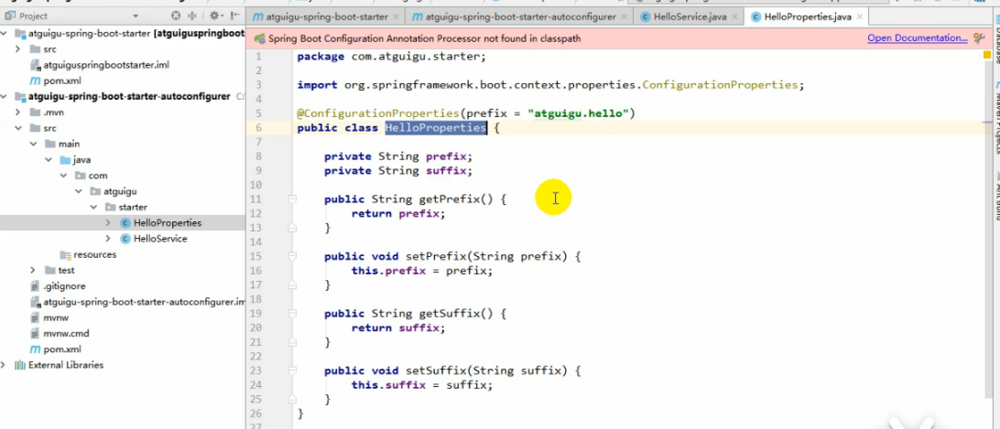 Project
atguigu-spring-boot-starter
atguigu-spring-boot-starter-autoconfigurer
HelloService.java
HelloProperties.java
atguigu-spring-boot-starter [atguiguspringboot
src
atguiguspringbootstarter.iml
pom.xml
atguigu-spring-boot-starter-autoconfigurer
.mvn
src
main
java
com
atguigu
starter
HelloProperties
HelloService
resources
test
.gitignore
atguigu-spring-boot-starter-autoconfigurer.im
mvnw
mvnw.cmd
pom.xml
External Libraries
Spring Boot Configuration Annotation Processor not found in classpath
Open Documentation...
1 package com.atguigu.starter;
2
3 import org.springframework.boot.context.properties.ConfigurationProperties;
4
5 @ConfigurationProperties(prefix = "atguigu.hello")
6 public class HelloProperties {
7
8 private String prefix;
9 private String suffix;
10
11 public String getPrefix() {
12 return prefix;
13 }
14
15 public void setPrefix(String prefix) {
16 this.prefix = prefix;
17 }
18
19 public String getSuffix() {
20 return suffix;
21 }
22
23 public void setSuffix(String suffix) {
24 this.suffix = suffix;
25 }
26 }
27